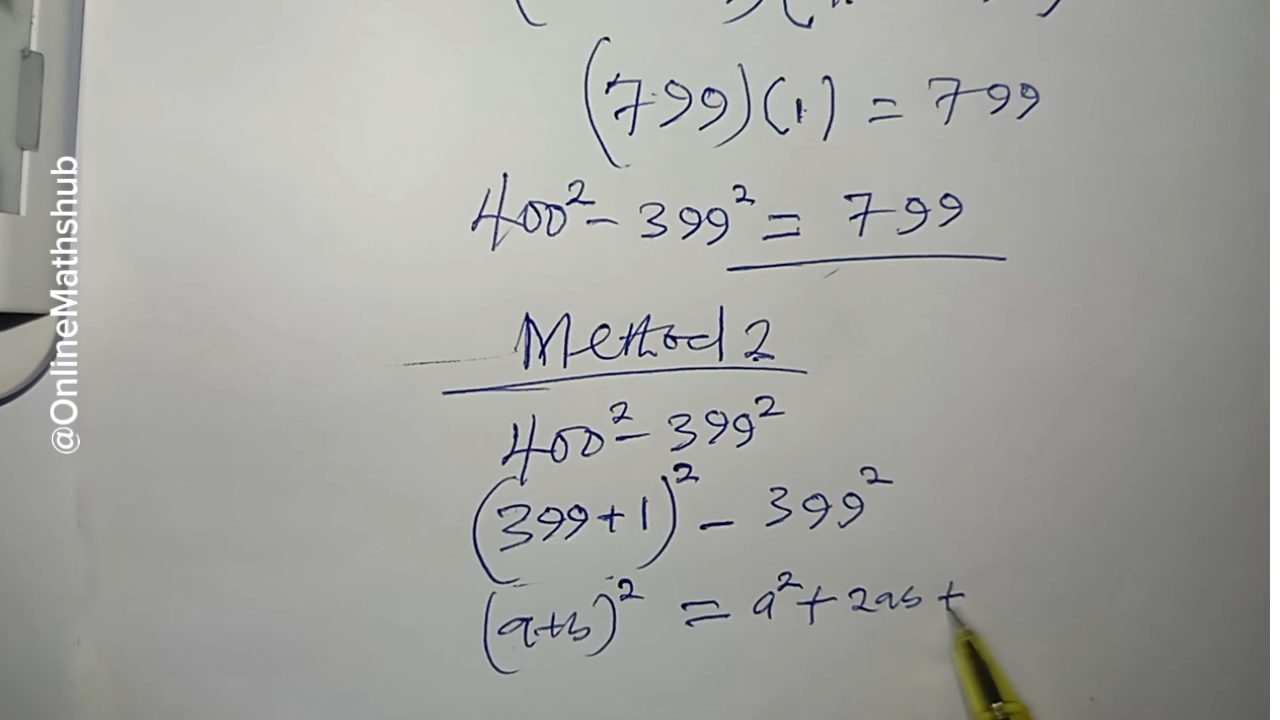 (799)(1) = 799
400² - 399² = 799
Method 2
400² - 399²
(399+1)² - 399²
(a+b)² = a² + 2ab +
@OnlineMathshub